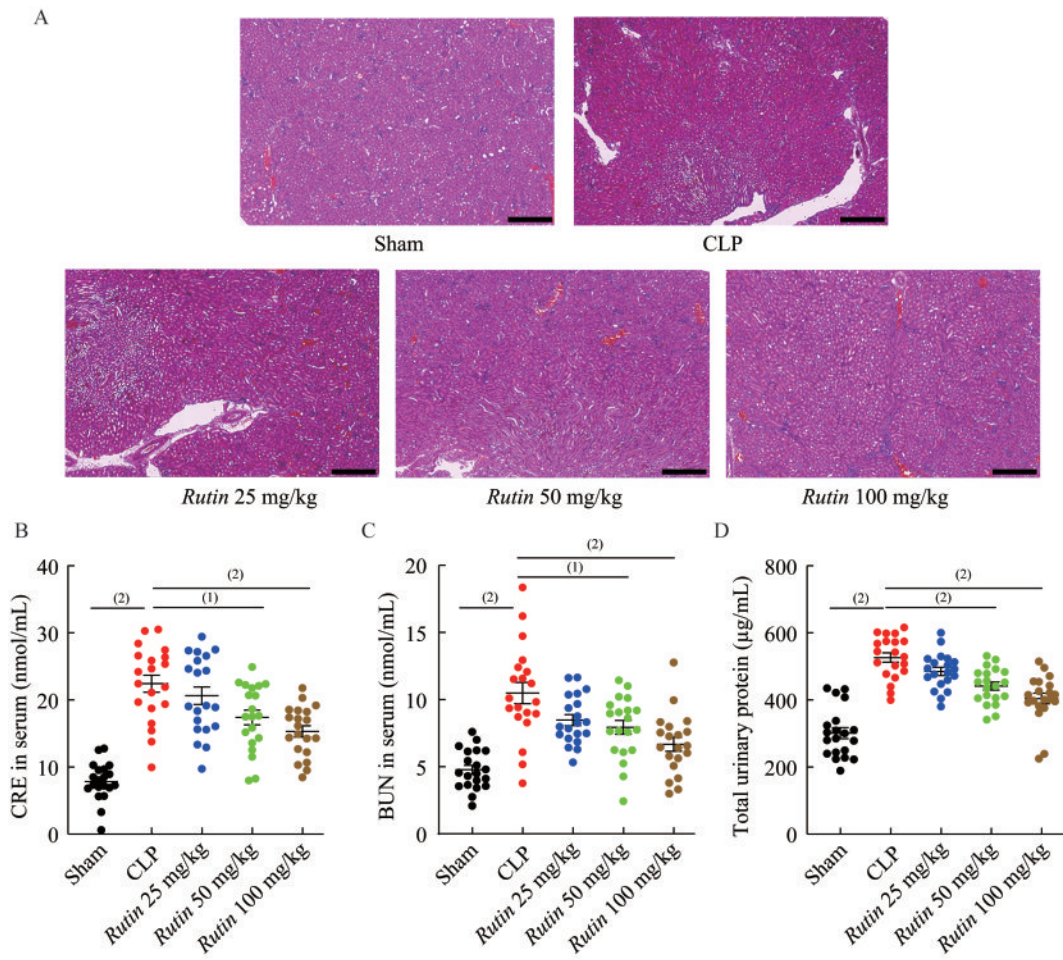 A
Sham
CLP
Rutin 25 mg/kg
Rutin 50 mg/kg
Rutin 100 mg/kg
B
CRE in serum (nmol/mL)
40
30
20
10
0
(2)
(2)
(1)
Sham
CLP
Rutin 25 mg/kg
Rutin 50 mg/kg
Rutin 100 mg/kg
C
BUN in serum (nmol/mL)
20
15
10
5
0
(2)
(2)
(1)
Sham
CLP
Rutin 25 mg/kg
Rutin 50 mg/kg
Rutin 100 mg/kg
D
Total urinary protein (μg/mL)
800
600
400
200
0
(2)
(2)
(2)
Sham
CLP
Rutin 25 mg/kg
Rutin 50 mg/kg
Rutin 100 mg/kg